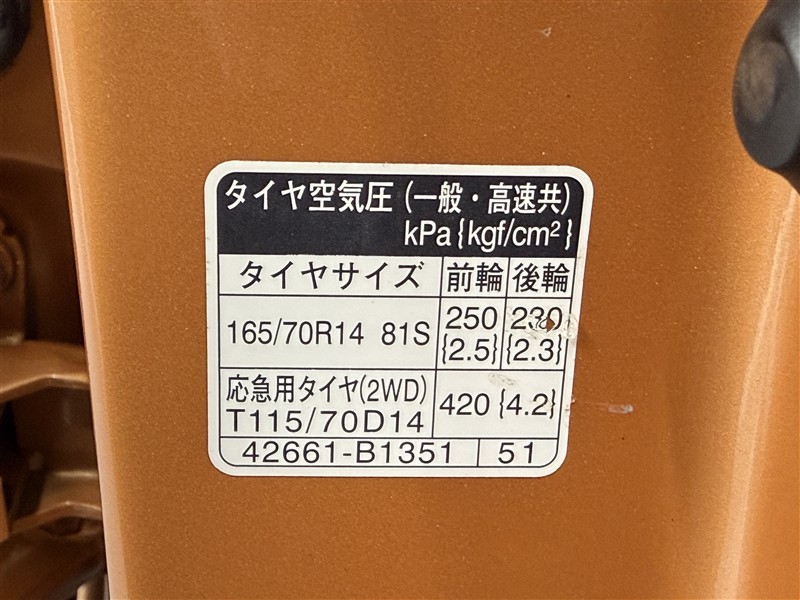 タイヤ空気圧(一般・高速共)
kPa{kgf/cm²}
タイヤサイズ 前輪 後輪
165/70R14 81S 250 230
{2.5} {2.3}
応急用タイヤ(2WD)
T115/70D14 420{4.2}
42661-B1351 51